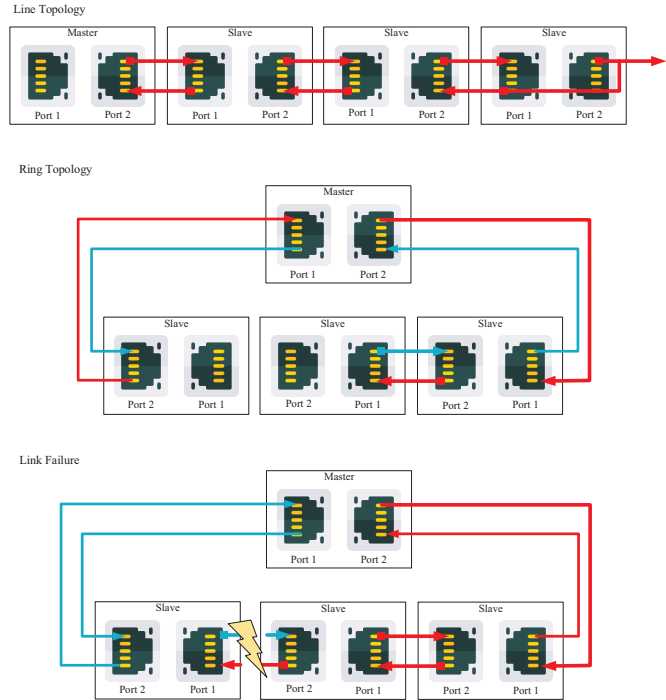 Line Topology
Master Slave Slave Slave
Port 1 Port 2 Port 1 Port 2 Port 1 Port 2 Port 1 Port 2
Ring Topology
Master
Port 1 Port 2
Slave Slave Slave
Port 2 Port 1 Port 2 Port 1 Port 2 Port 1
Link Failure
Master
Port 1 Port 2
Slave Slave Slave
Port 2 Port 1 Port 2 Port 1 Port 2 Port 1